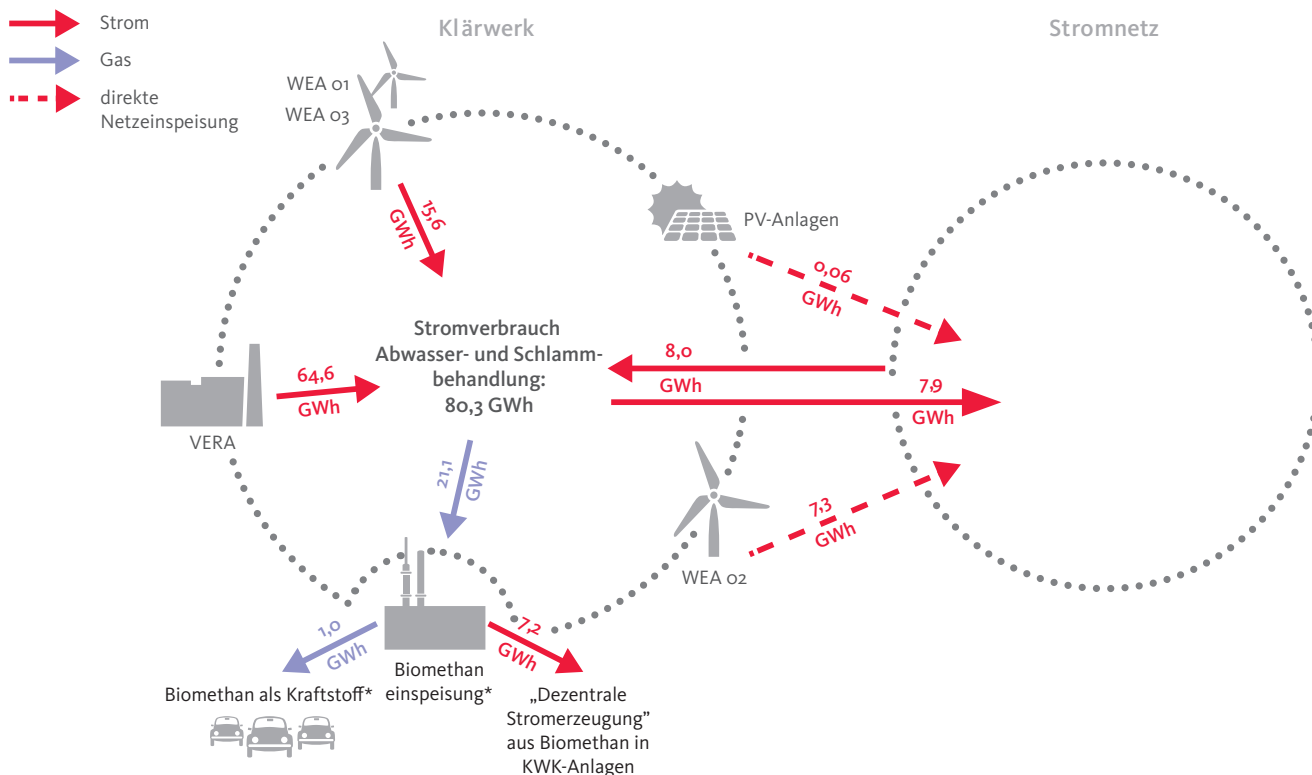 Strom
Gas
direkte
Netzeinspeisung
Klärwerk
Stromnetz
WEA 01
WEA 03
15,6
GWh
PV-Anlagen
0,06
GWh
Stromverbrauch
Abwasser- und Schlamm-
behandlung:
80,3 GWh
64,6
GWh
VERA
8,0
GWh
7,9
GWh
21,1
GWh
7,3
GWh
WEA 02
1,0
GWh
7,2
GWh
Biomethan als Kraftstoff*
Biomethan
einspeisung*
„Dezentrale
Stromerzeugung”
aus Biomethan in
KWK-Anlagen